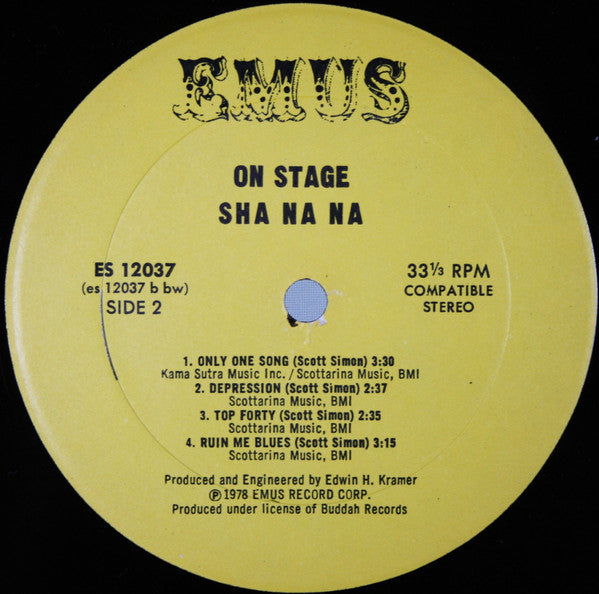 EMUS
ON STAGE
SHA NA NA
ES 12037
(es 12037 b bw)
SIDE 2
33⅓ RPM
COMPATIBLE
STEREO
1. ONLY ONE SONG (Scott Simon) 3:30
Kama Sutra Music Inc. / Scottarina Music, BMI
2. DEPRESSION (Scott Simon) 2:37
Scottarina Music, BMI
3. TOP FORTY (Scott Simon) 2:35
Scottarina Music, BMI
4. RUIN ME BLUES (Scott Simon) 3:15
Scottarina Music, BMI
Produced and Engineered by Edwin H. Kramer
℗ 1978 EMUS RECORD CORP.
Produced under license of Buddah Records